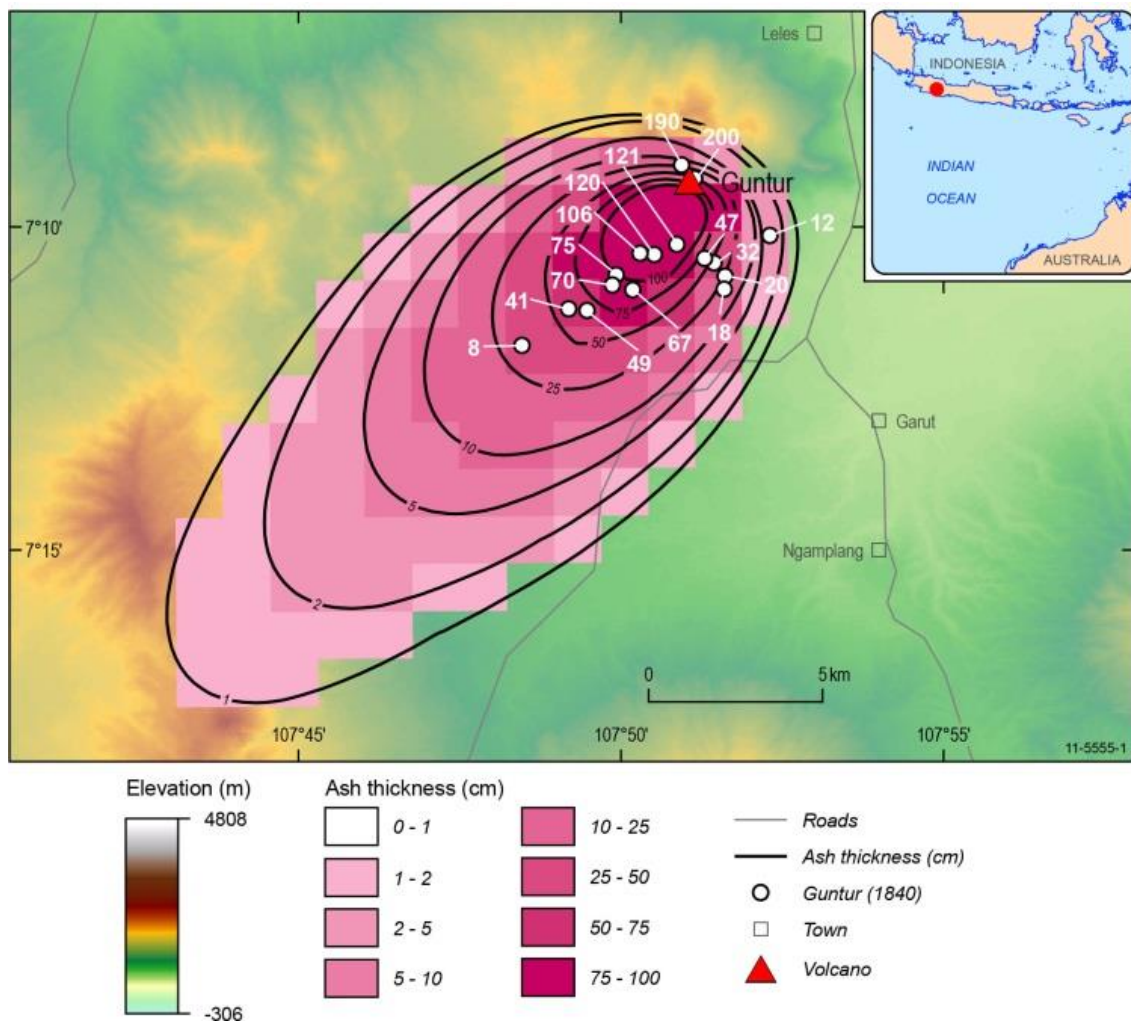 Leles
INDONESIA
INDIAN
OCEAN
AUSTRALIA
190
200
121
120
Guntur
106
47
12
75
32
70
20
41
18
8
49
67
100
75
50
25
10
5
2
1
7°10'
7°15'
Garut
Ngamplang
0 5 km
107°45' 107°50' 107°55'
11-5555-1
Elevation (m)
4808
-306
Ash thickness (cm)
0 - 1
1 - 2
2 - 5
5 - 10
10 - 25
25 - 50
50 - 75
75 - 100
Roads
Ash thickness (cm)
Guntur (1840)
Town
Volcano